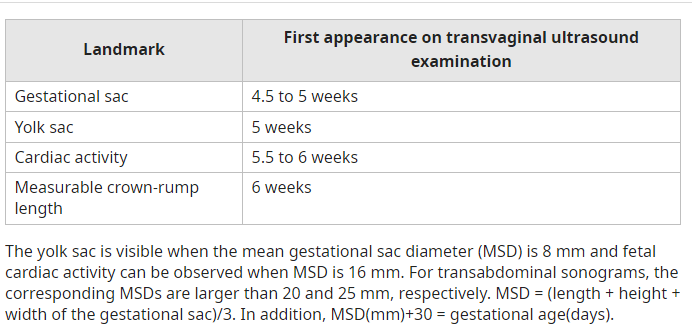 Landmark
First appearance on transvaginal ultrasound
examination
Gestational sac
4.5 to 5 weeks
Yolk sac
5 weeks
Cardiac activity
5.5 to 6 weeks
Measurable crown-rump
length
6 weeks
The yolk sac is visible when the mean gestational sac diameter (MSD) is 8 mm and fetal
cardiac activity can be observed when MSD is 16 mm. For transabdominal sonograms, the
corresponding MSDs are larger than 20 and 25 mm, respectively. MSD = (length + height +
width of the gestational sac)/3. In addition, MSD(mm)+30 = gestational age(days).